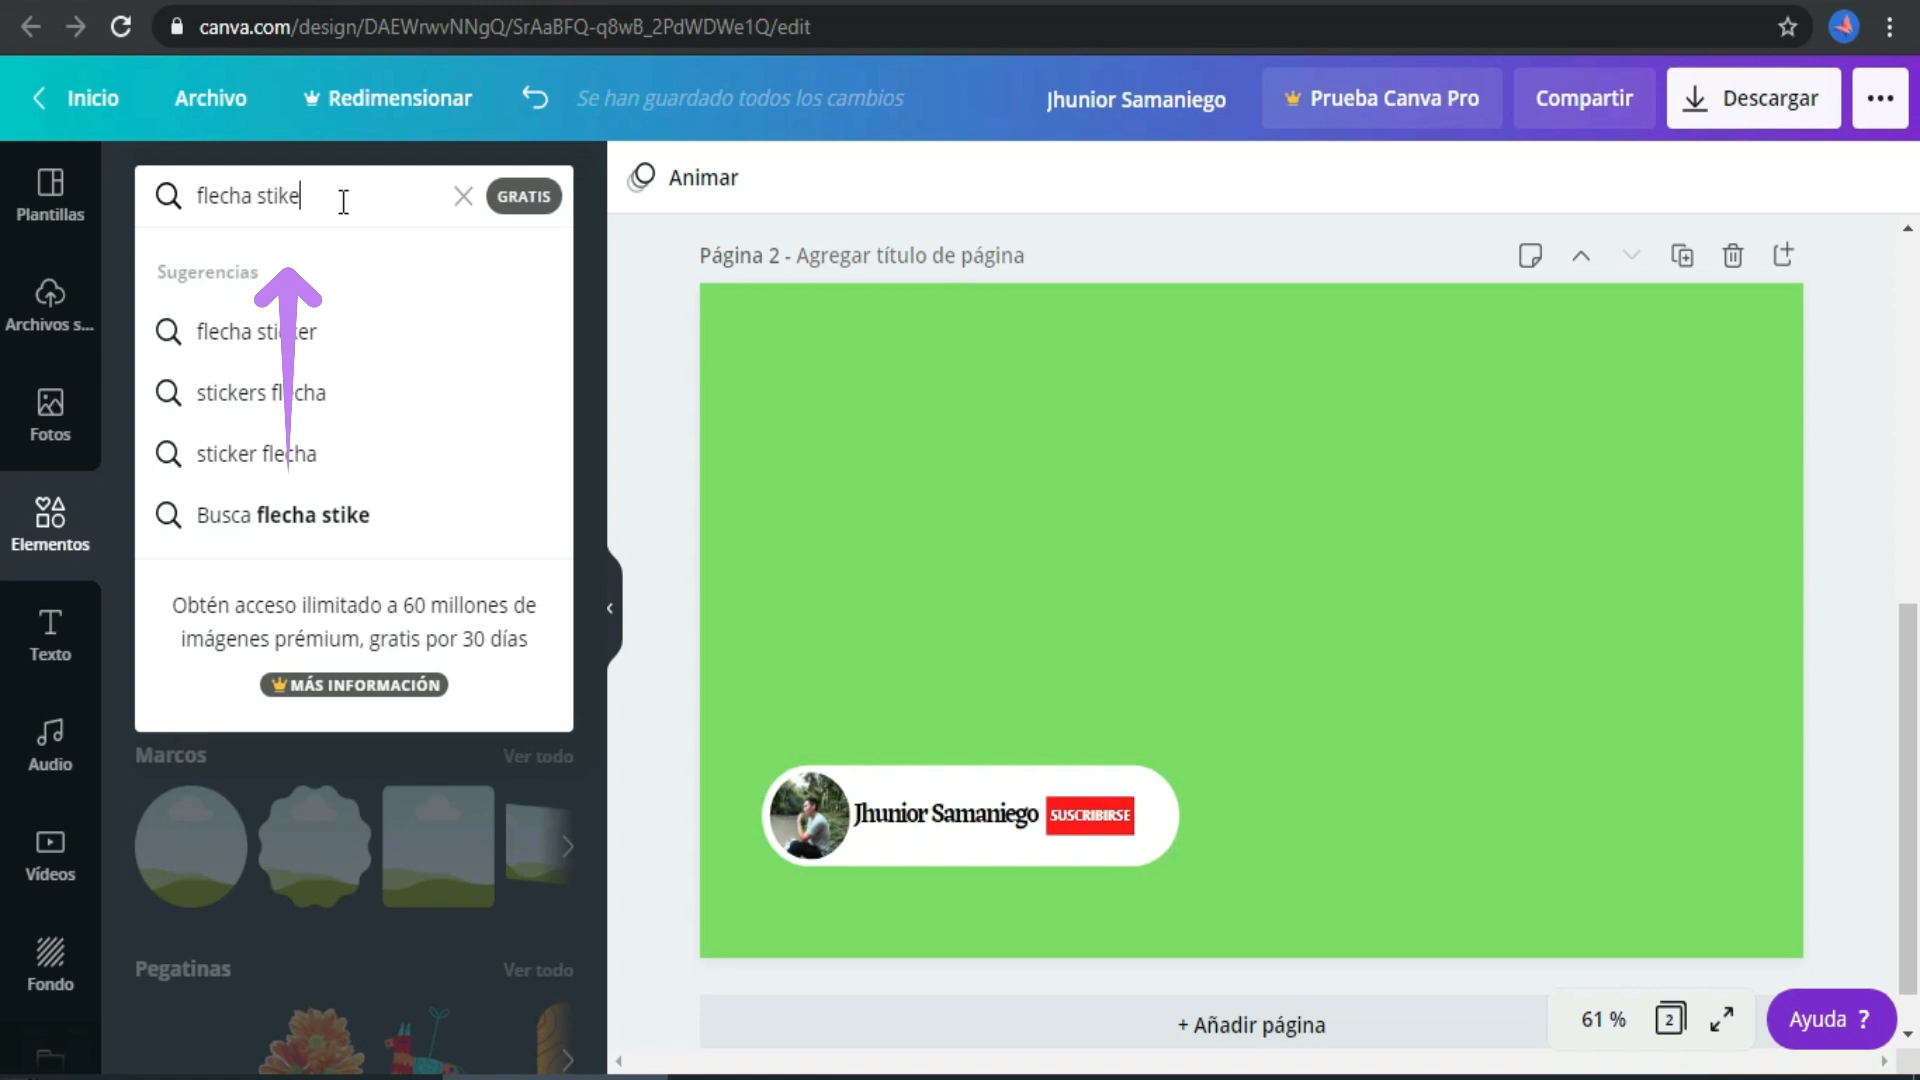 canva.com/design/DAEWrwvNNgQ/SrAaBFQ-q8wB_2PdWDWe1Q/edit
Inicio
Archivo
Redimensionar
Se han guardado todos los cambios
Jhunior Samaniego
Prueba Canva Pro
Compartir
Descargar
Plantillas
Archivos s...
Fotos
Elementos
Texto
Audio
Vídeos
Fondo
flecha stike
GRATIS
Sugerencias
flecha sticker
stickers flecha
sticker flecha
Busca flecha stike
Obtén acceso ilimitado a 60 millones de
imágenes prémium, gratis por 30 días
MÁS INFORMACIÓN
Marcos
Ver todo
Pegatinas
Ver todo
Animar
Página 2 - Agregar título de página
Jhunior Samaniego
SUSCRIBIRSE
+ Añadir página
61 %
2
Ayuda ?